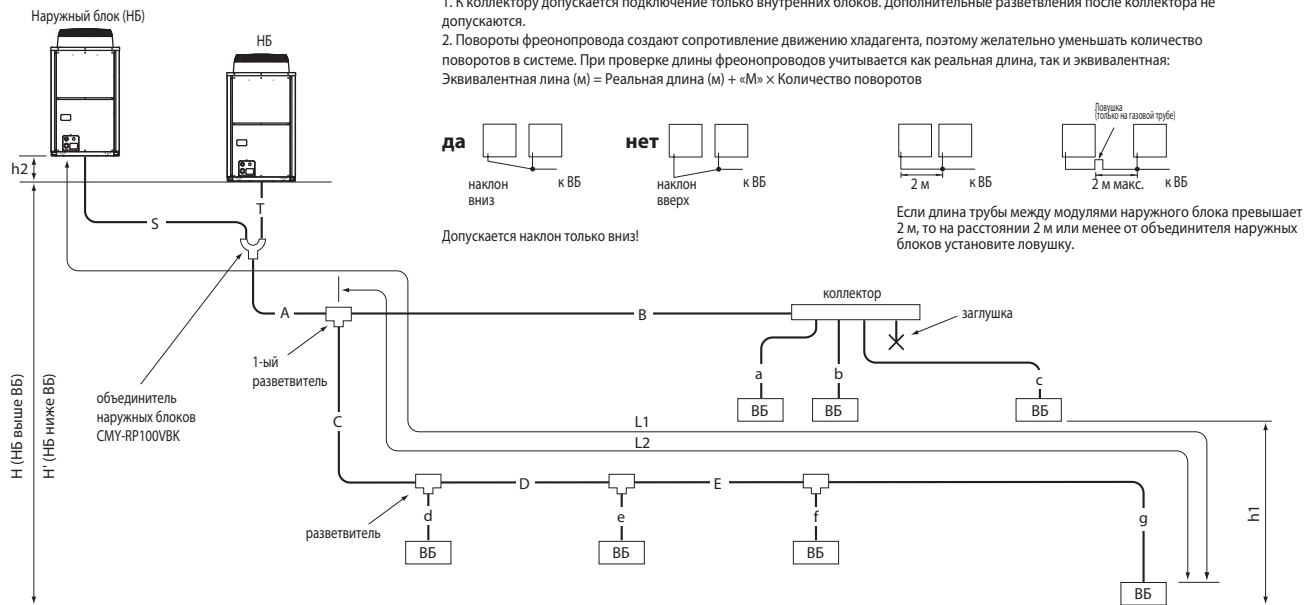 1. К коллектору допускается подключение только внутренних блоков. Дополнительные разветвления после коллектора не
допускаются.
2. Повороты фреонопровода создают сопротивление движению хладагента, поэтому желательно уменьшать количество
поворотов в системе. При проверке длины фреонопроводов учитывается как реальная длина, так и эквивалентная:
Эквивалентная лина (м) = Реальная длина (м) + «М» × Количество поворотов
Наружный блок (НБ)
НБ
h2
да
наклон
вниз
к ВБ
нет
наклон
вверх
к ВБ
2 м
к ВБ
Ловушка
(только на газовой трубе)
2 м макс.
к ВБ
Допускается наклон только вниз!
Если длина трубы между модулями наружного блока превышает
2 м, то на расстоянии 2 м или менее от объединителя наружных
блоков установите ловушку.
S
T
A
B
коллектор
заглушка
1-ый
разветвитель
объединитель
наружных блоков
CMY-RP100VBK
a
b
c
ВБ
ВБ
ВБ
H (НБ выше ВБ)
H' (НБ ниже ВБ)
C
L1
L2
D
E
разветвитель
d
e
f
g
h1
ВБ
ВБ
ВБ
ВБ